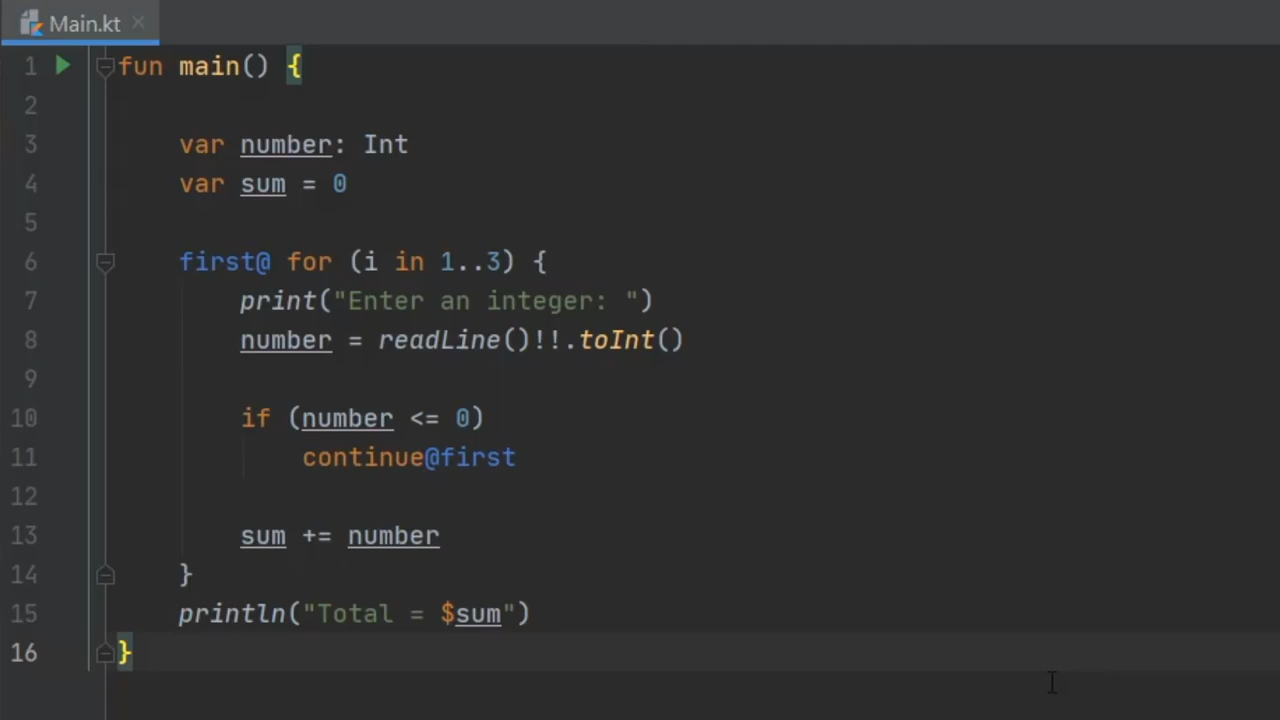 Main.kt
1 fun main() {
2
3 var number: Int
4 var sum = 0
5
6 first@ for (i in 1..3) {
7 print("Enter an integer: ")
8 number = readLine()!!.toInt()
9
10 if (number <= 0)
11 continue@first
12
13 sum += number
14 }
15 println("Total = $sum")
16 }